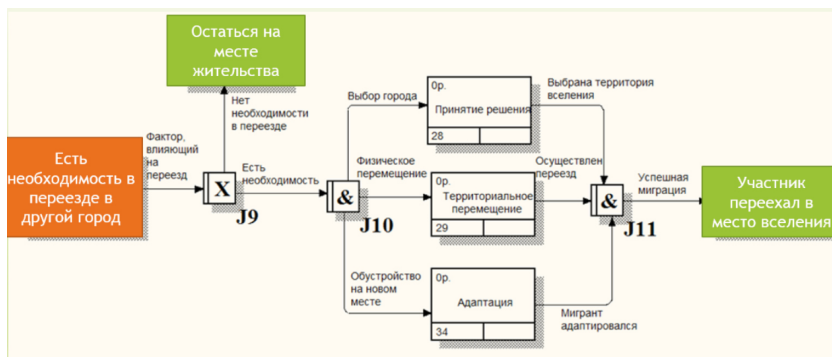 Остаться на
месте
жительства
Есть
необходимость в
переезде в
другой город
Фактор,
влияющий
на
переезд
Нет
необходимости
в переезде
X
J9
Есть
необходимость
&
J10
Выбор города
Физическое
перемещение
Обустройство
на новом
месте
0р.
Принятие решения
28
0р.
Территориальное
перемещение
29
0р.
Адаптация
34
Выбрана территория
вселения
Осуществлен
переезд
Мигрант
адаптировался
&
J11
Успешная
миграция
Участник
переехал в
место вселения